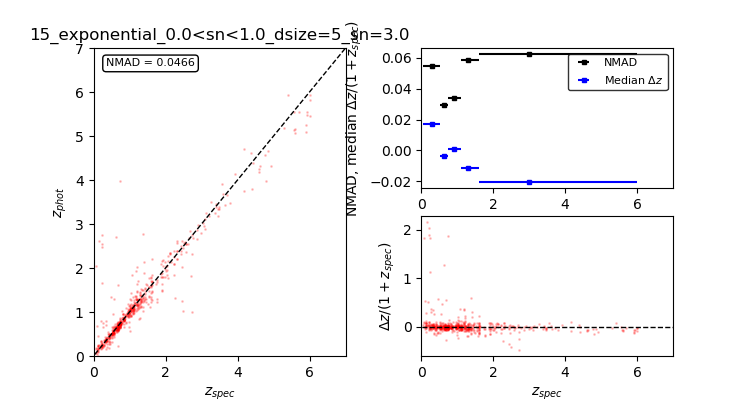 15_exponential_0.0<sn<1.0_dsize=5_sn=3.0
NMAD = 0.0466
z_phot
7
6
5
4
3
2
1
0
0 2 4 6
z_spec
NMAD, median Δz/(1 + z_spec)
0.06
0.04
0.02
0.00
−0.02
NMAD
Median Δz
0 2 4 6
Δz/(1 + z_spec)
2
1
0
0 2 4 6
z_spec